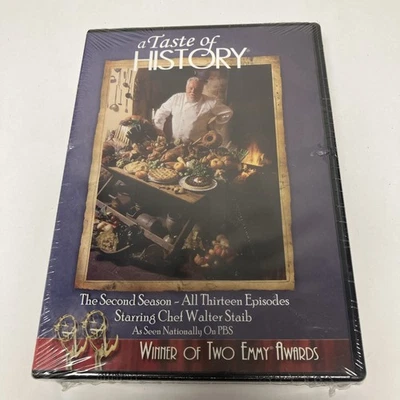 a Taste of
HISTORY®
The Second Season - All Thirteen Episodes
Starring Chef Walter Staib
As Seen Nationally On PBS
WINNER OF TWO EMMY AWARDS